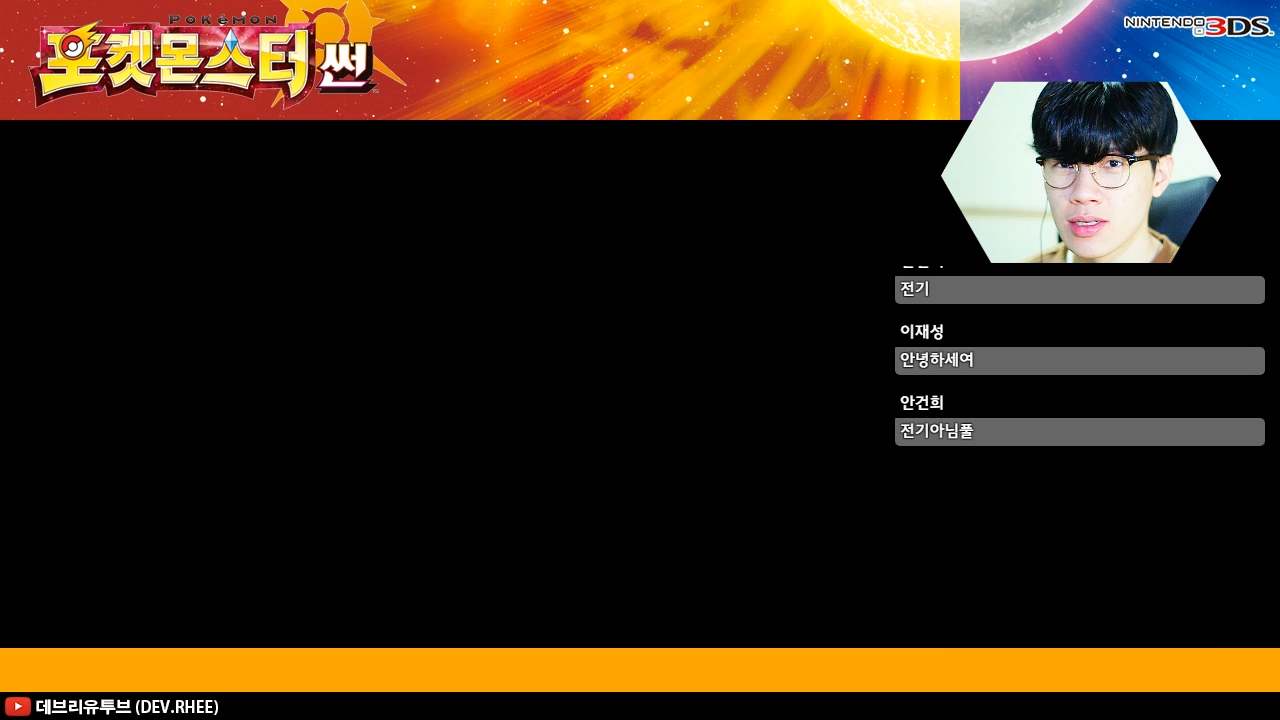 POKéMON
포켓몬스터 썬
NINTENDO 3DS
전기
이재성
안녕하세여
안건희
전기아님풀
데브리유투브 (DEV.RHEE)